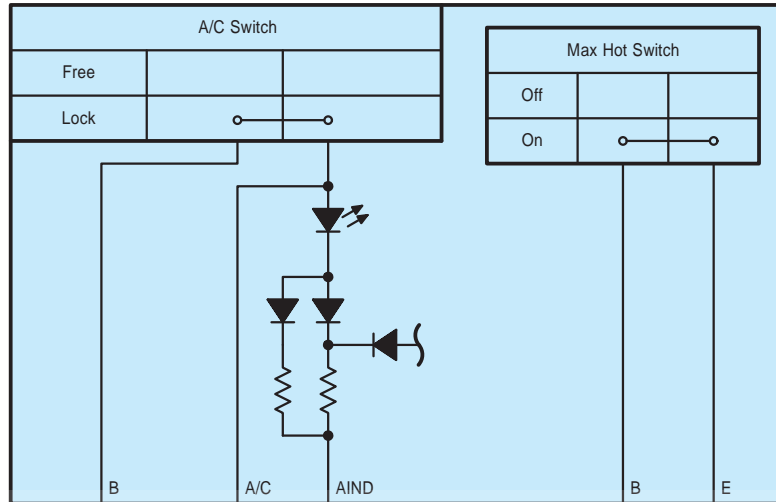 A/C Switch
Free
Lock
Max Hot Switch
Off
On
B
A/C
AIND
B
E